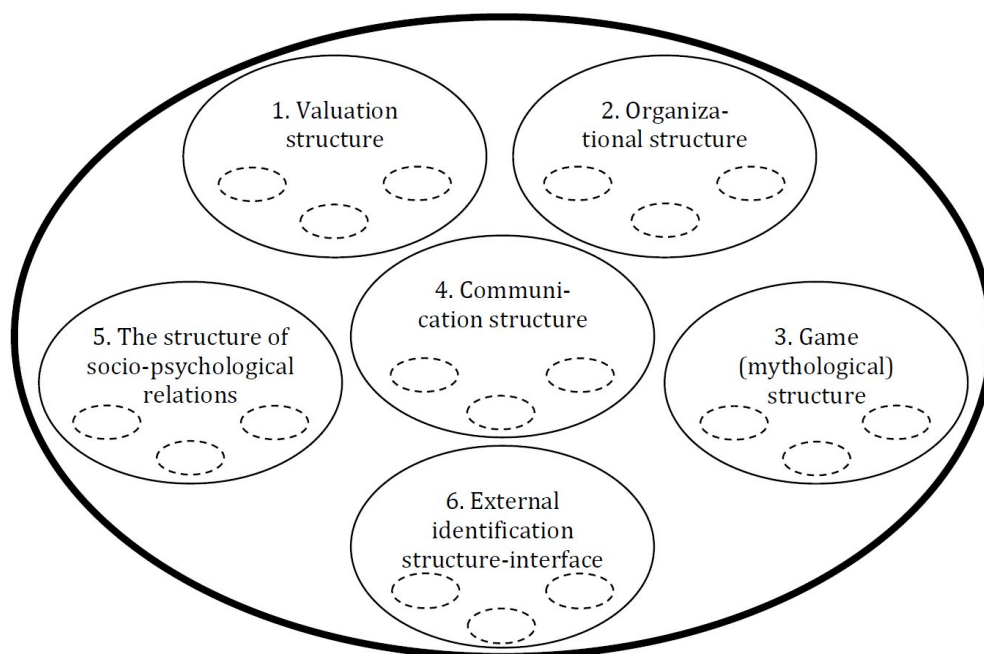 1. Valuation
structure
2. Organiza-
tional structure
4. Communi-
cation structure
5. The structure of
socio-psychological
relations
3. Game
(mythological)
structure
6. External
identification
structure-interface